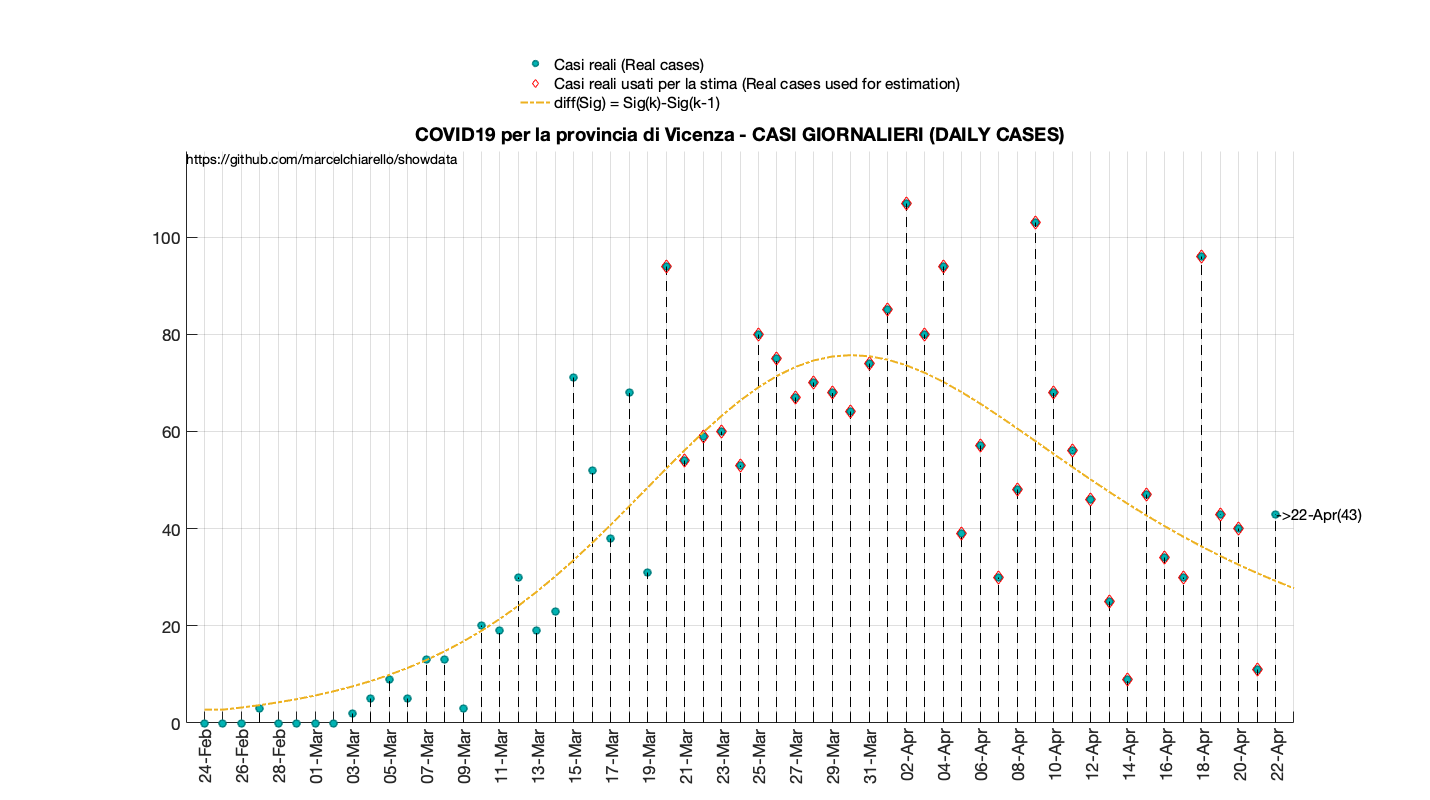 Casi reali (Real cases)
Casi reali usati per la stima (Real cases used for estimation)
diff(Sig) = Sig(k)-Sig(k-1)
COVID19 per la provincia di Vicenza - CASI GIORNALIERI (DAILY CASES)
https://github.com/marcelchiarello/showdata
100
80
60
40
20
0
->22-Apr(43)
24-Feb
26-Feb
28-Feb
01-Mar
03-Mar
05-Mar
07-Mar
09-Mar
11-Mar
13-Mar
15-Mar
17-Mar
19-Mar
21-Mar
23-Mar
25-Mar
27-Mar
29-Mar
31-Mar
02-Apr
04-Apr
06-Apr
08-Apr
10-Apr
12-Apr
14-Apr
16-Apr
18-Apr
20-Apr
22-Apr